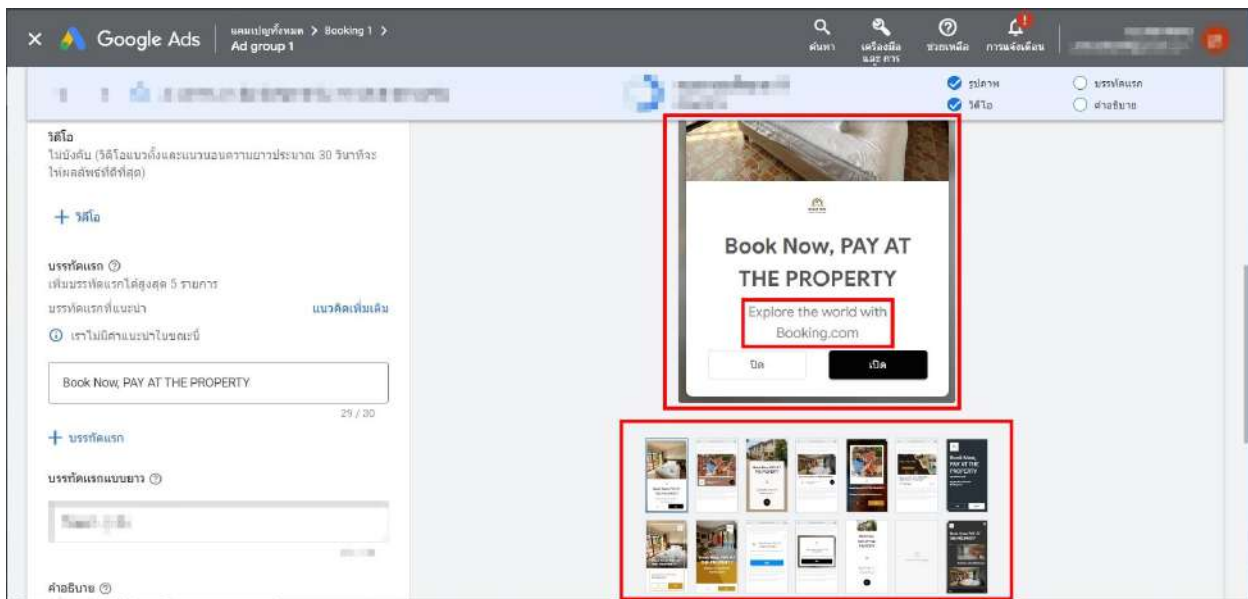 Google Ads
แคมเปญทั้งหมด > Booking 1 >
Ad group 1
ค้นหา
เครื่องมือ
และ การ
ช่วยเหลือ
การแจ้งเตือน
รูปภาพ
วิดีโอ
บรรทัดแรก
คำอธิบาย
วิดีโอ
ไม่บังคับ (วิดีโอแนวตั้งและแนวนอนความยาวประมาณ 30 วินาทีจะ
ให้ผลลัพธ์ที่ดีที่สุด)
+ วิดีโอ
บรรทัดแรก
เพิ่มบรรทัดแรกได้สูงสุด 5 รายการ
บรรทัดแรกที่แนะนำ
แนวคิดเพิ่มเติม
เราไม่มีคำแนะนำในขณะนี้
Book Now, PAY AT THE PROPERTY
29 / 30
+ บรรทัดแรก
บรรทัดแรกแบบยาว
คำอธิบาย
Book Now, PAY AT
THE PROPERTY
Explore the world with
Booking.com
ปิด
เปิด